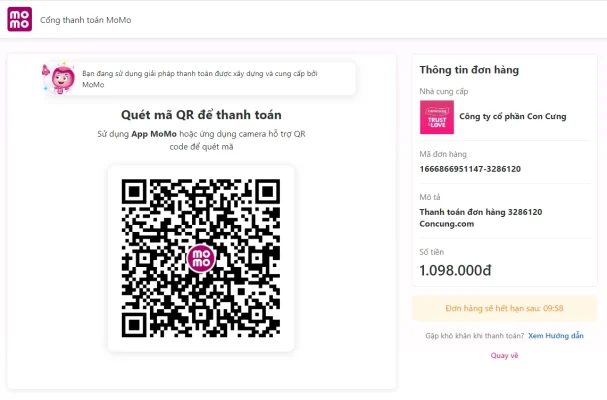 mo
mo
Cổng thanh toán MoMo
Bạn đang sử dụng giải pháp thanh toán được xây dựng và cung cấp bởi
MoMo
Quét mã QR để thanh toán
Sử dụng App MoMo hoặc ứng dụng camera hỗ trợ QR
code để quét mã
mo
mo
Thông tin đơn hàng
Nhà cung cấp
TRUST
LOVE
Công ty cổ phần Con Cưng
Mã đơn hàng
1666866951147-3286120
Mô tả
Thanh toán đơn hàng 3286120
Concung.com
Số tiền
1.098.000đ
Đơn hàng sẽ hết hạn sau: 09:58
Gặp khó khăn khi thanh toán? Xem Hướng dẫn
Quay về